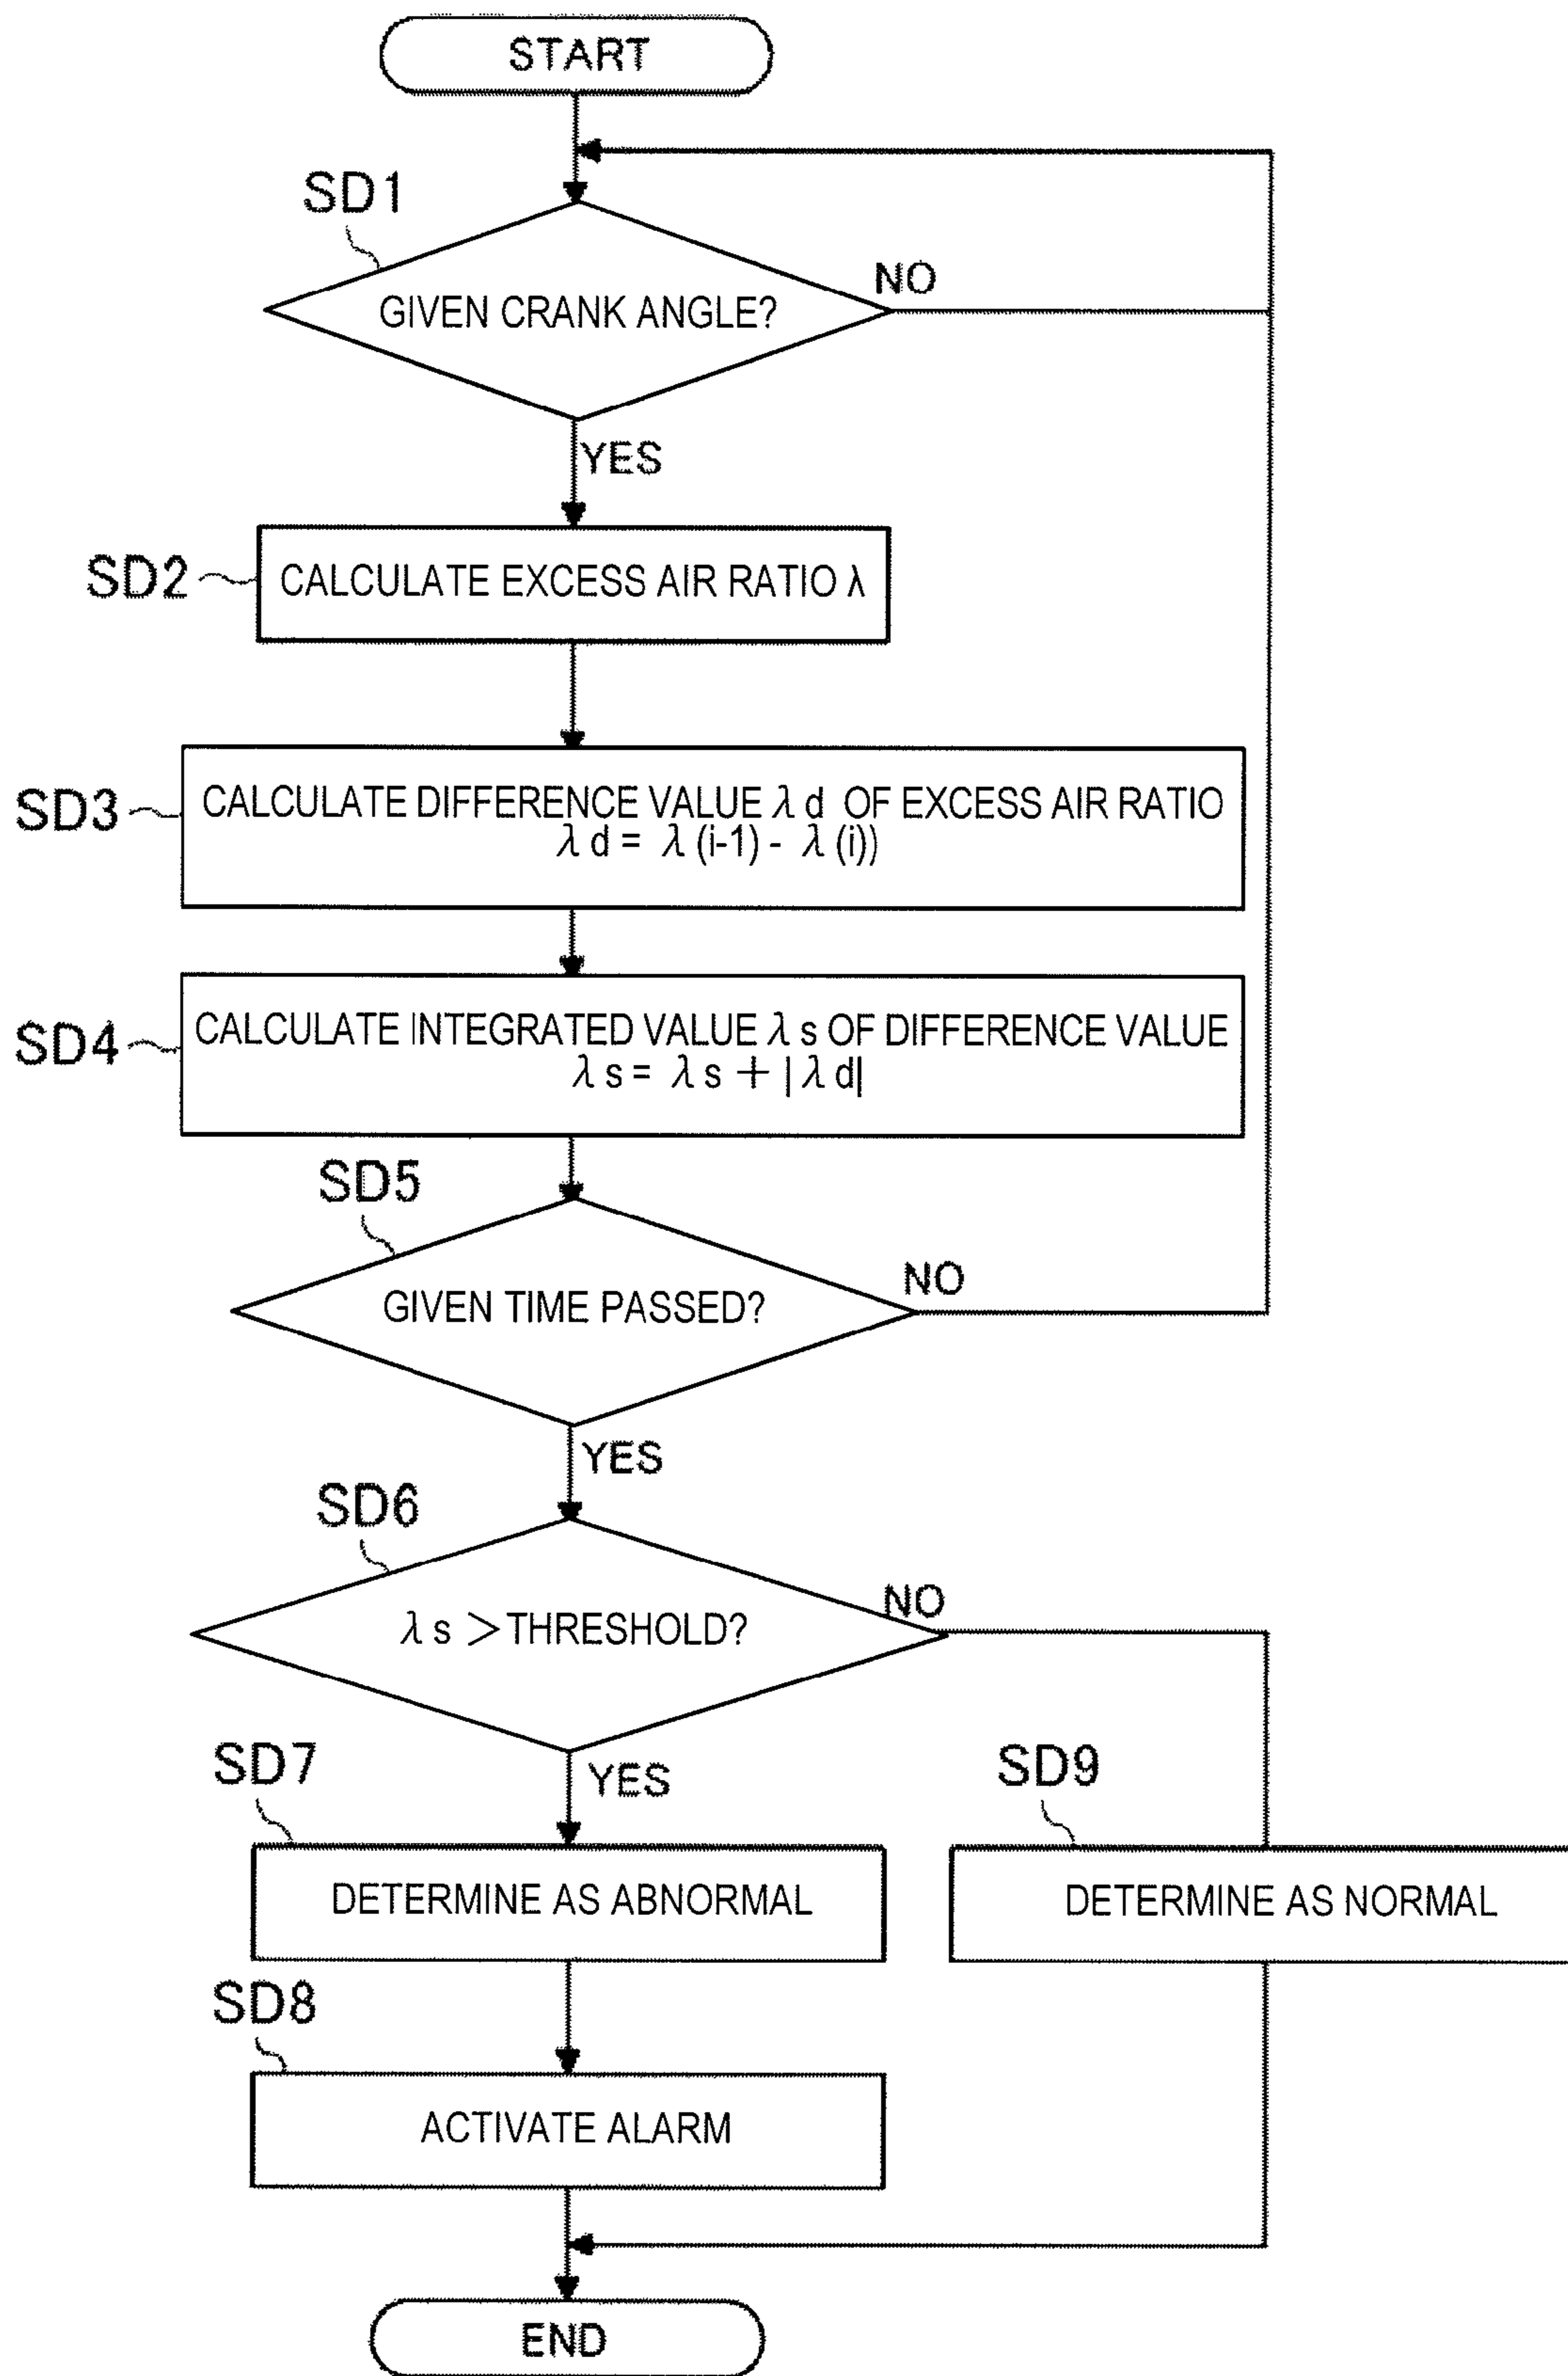 START
SD1
GIVEN CRANK ANGLE?
NO
YES
SD2
CALCULATE EXCESS AIR RATIO λ
SD3
CALCULATE DIFFERENCE VALUE λ d OF EXCESS AIR RATIO
λ d = λ (i-1) - λ (i))
SD4
CALCULATE INTEGRATED VALUE λ s OF DIFFERENCE VALUE
λ s = λ s + | λ d|
SD5
GIVEN TIME PASSED?
NO
YES
SD6
λ s > THRESHOLD?
NO
YES
SD7
DETERMINE AS ABNORMAL
SD9
DETERMINE AS NORMAL
SD8
ACTIVATE ALARM
END